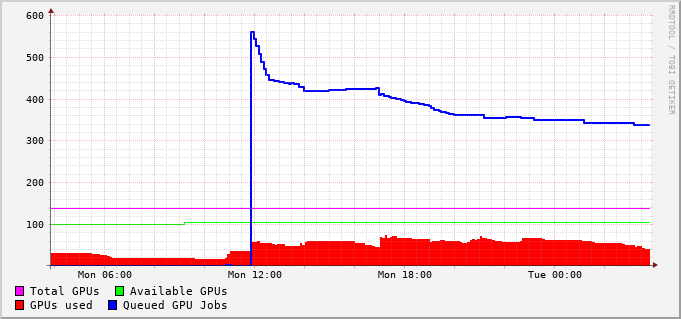 600
500
400
300
200
100
Mon 06:00 Mon 12:00 Mon 18:00 Tue 00:00
Total GPUs Available GPUs
GPUs used Queued GPU Jobs
RRDTOOL / TOBI OETIKER